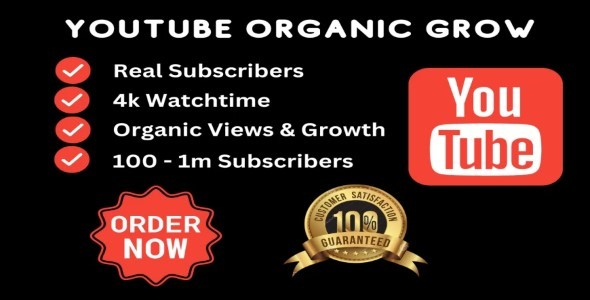 YOUTUBE ORGANIC GROW
Real Subscribers
4k Watchtime
Organic Views & Growth
100 - 1m Subscribers
You
Tube
ORDER
NOW
CUSTOMER SATISFACTION
10%
GUARANTEED